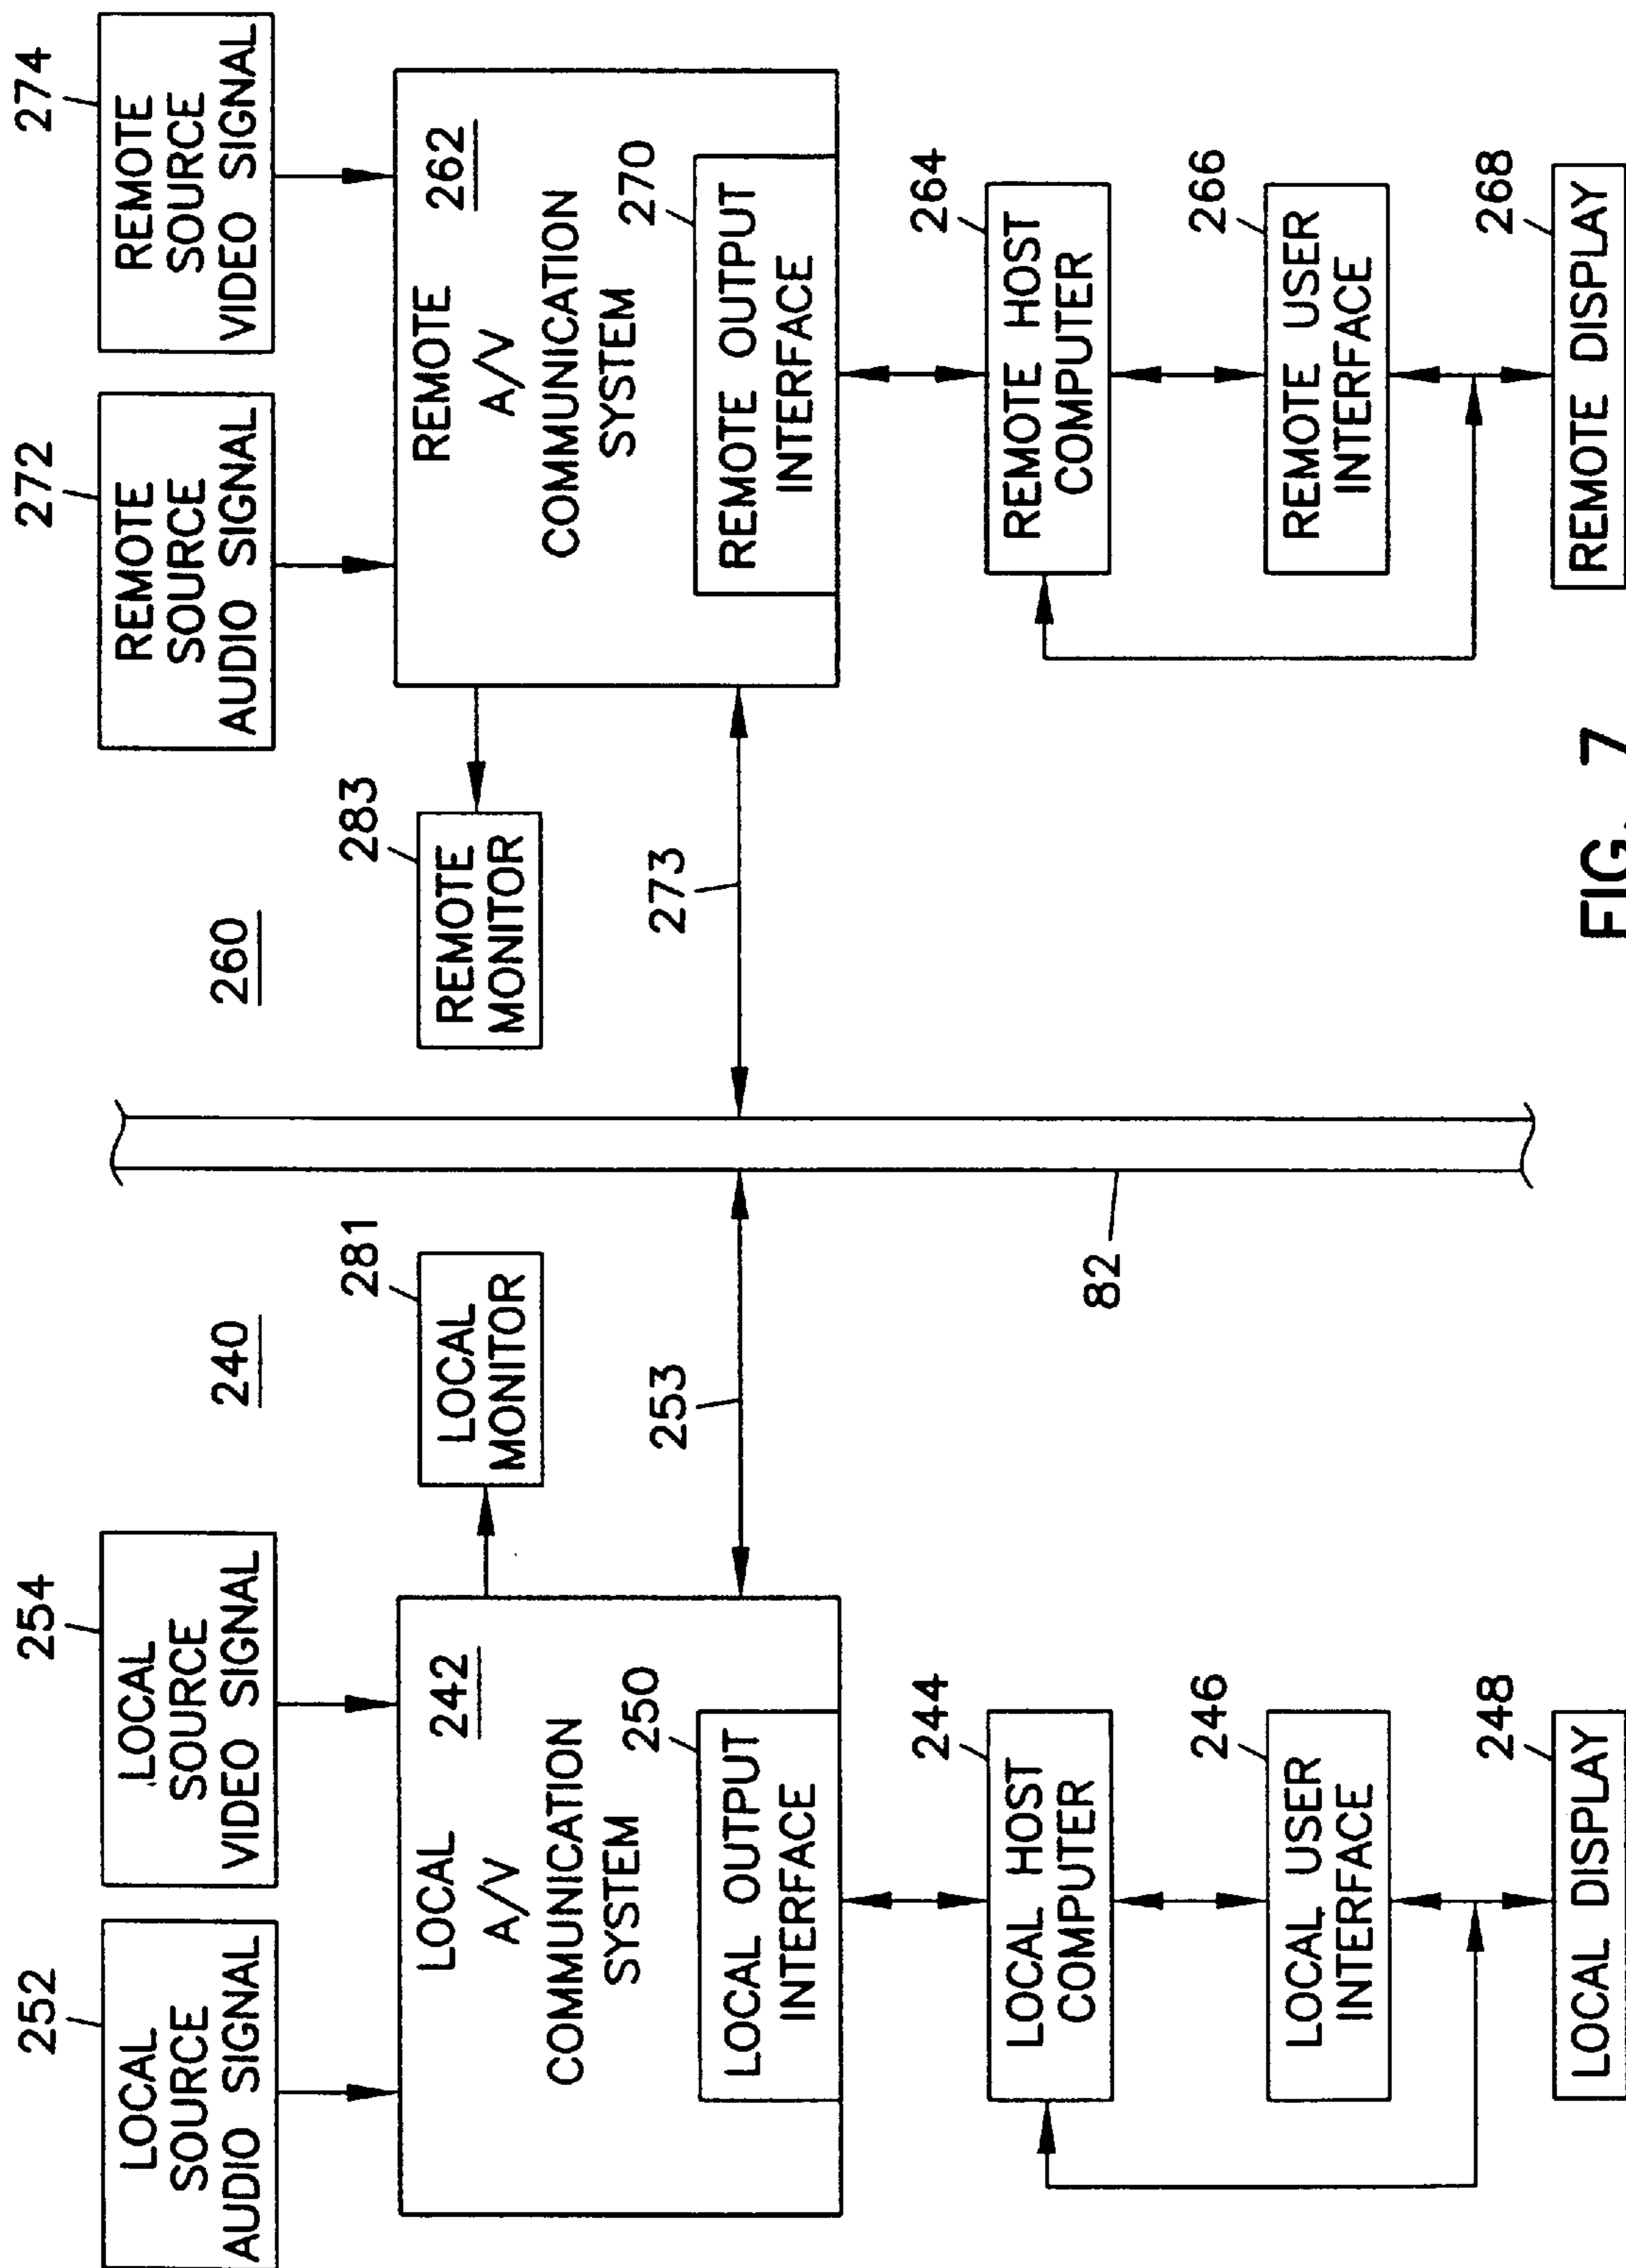 252
LOCAL
SOURCE
AUDIO SIGNAL
254
LOCAL
SOURCE
VIDEO SIGNAL
240
LOCAL
A/V
COMMUNICATION
SYSTEM
242
LOCAL MONITOR
281
250
LOCAL OUTPUT
INTERFACE
253
244
LOCAL HOST
COMPUTER
246
LOCAL USER
INTERFACE
248
LOCAL DISPLAY
82
260
272
REMOTE
SOURCE
AUDIO SIGNAL
274
REMOTE
SOURCE
VIDEO SIGNAL
283
REMOTE
MONITOR
REMOTE
A/V
COMMUNICATION
SYSTEM
262
270
REMOTE OUTPUT
INTERFACE
273
264
REMOTE HOST
COMPUTER
266
REMOTE USER
INTERFACE
268
REMOTE DISPLAY
FIG. 7